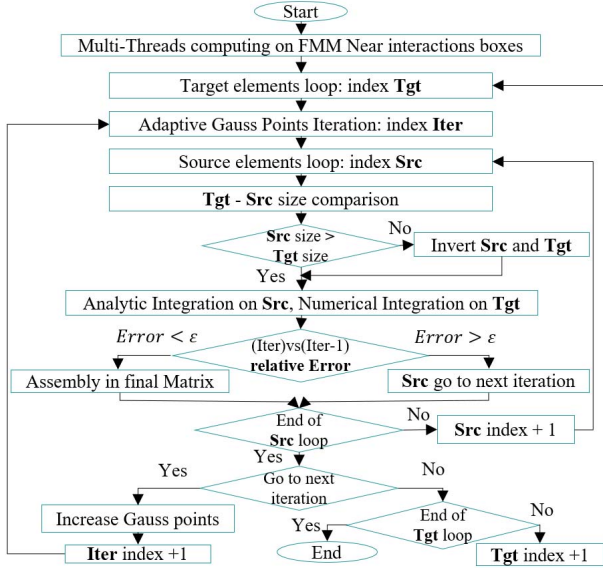 Start
Multi-Threads computing on FMM Near interactions boxes
Target elements loop: index Tgt
Adaptive Gauss Points Iteration: index Iter
Source elements loop: index Src
Tgt - Src size comparison
Src size >
Tgt size
No
Invert Src and Tgt
Yes
Analytic Integration on Src, Numerical Integration on Tgt
Error < ε
(Iter)vs(Iter-1)
relative Error
Error > ε
Assembly in final Matrix
Src go to next iteration
End of
Src loop
No
Src index + 1
Yes
Yes
Go to next
iteration
No
Increase Gauss points
Iter index +1
Yes
End of
Tgt loop
No
End
Tgt index +1